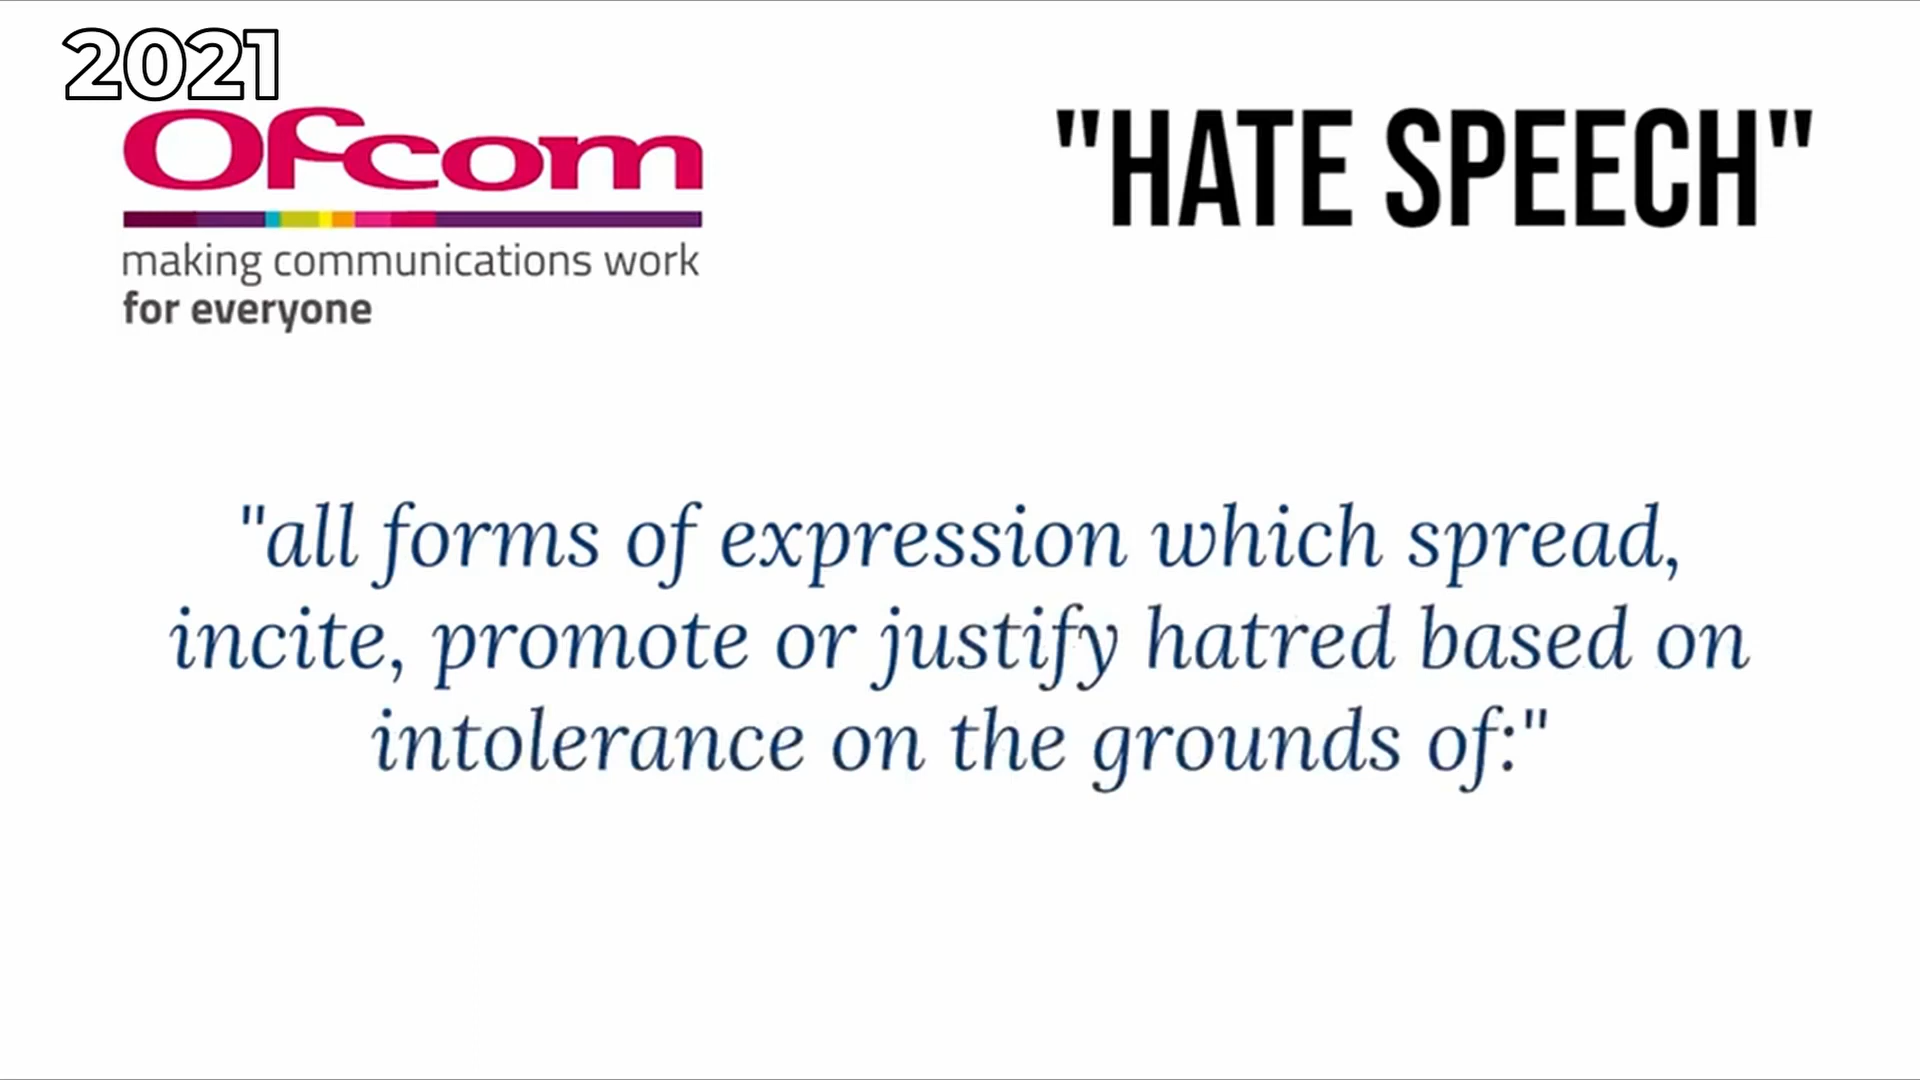 2021
Ofcom
making communications work
for everyone
"HATE SPEECH"
"all forms of expression which spread,
incite, promote or justify hatred based on
intolerance on the grounds of:"